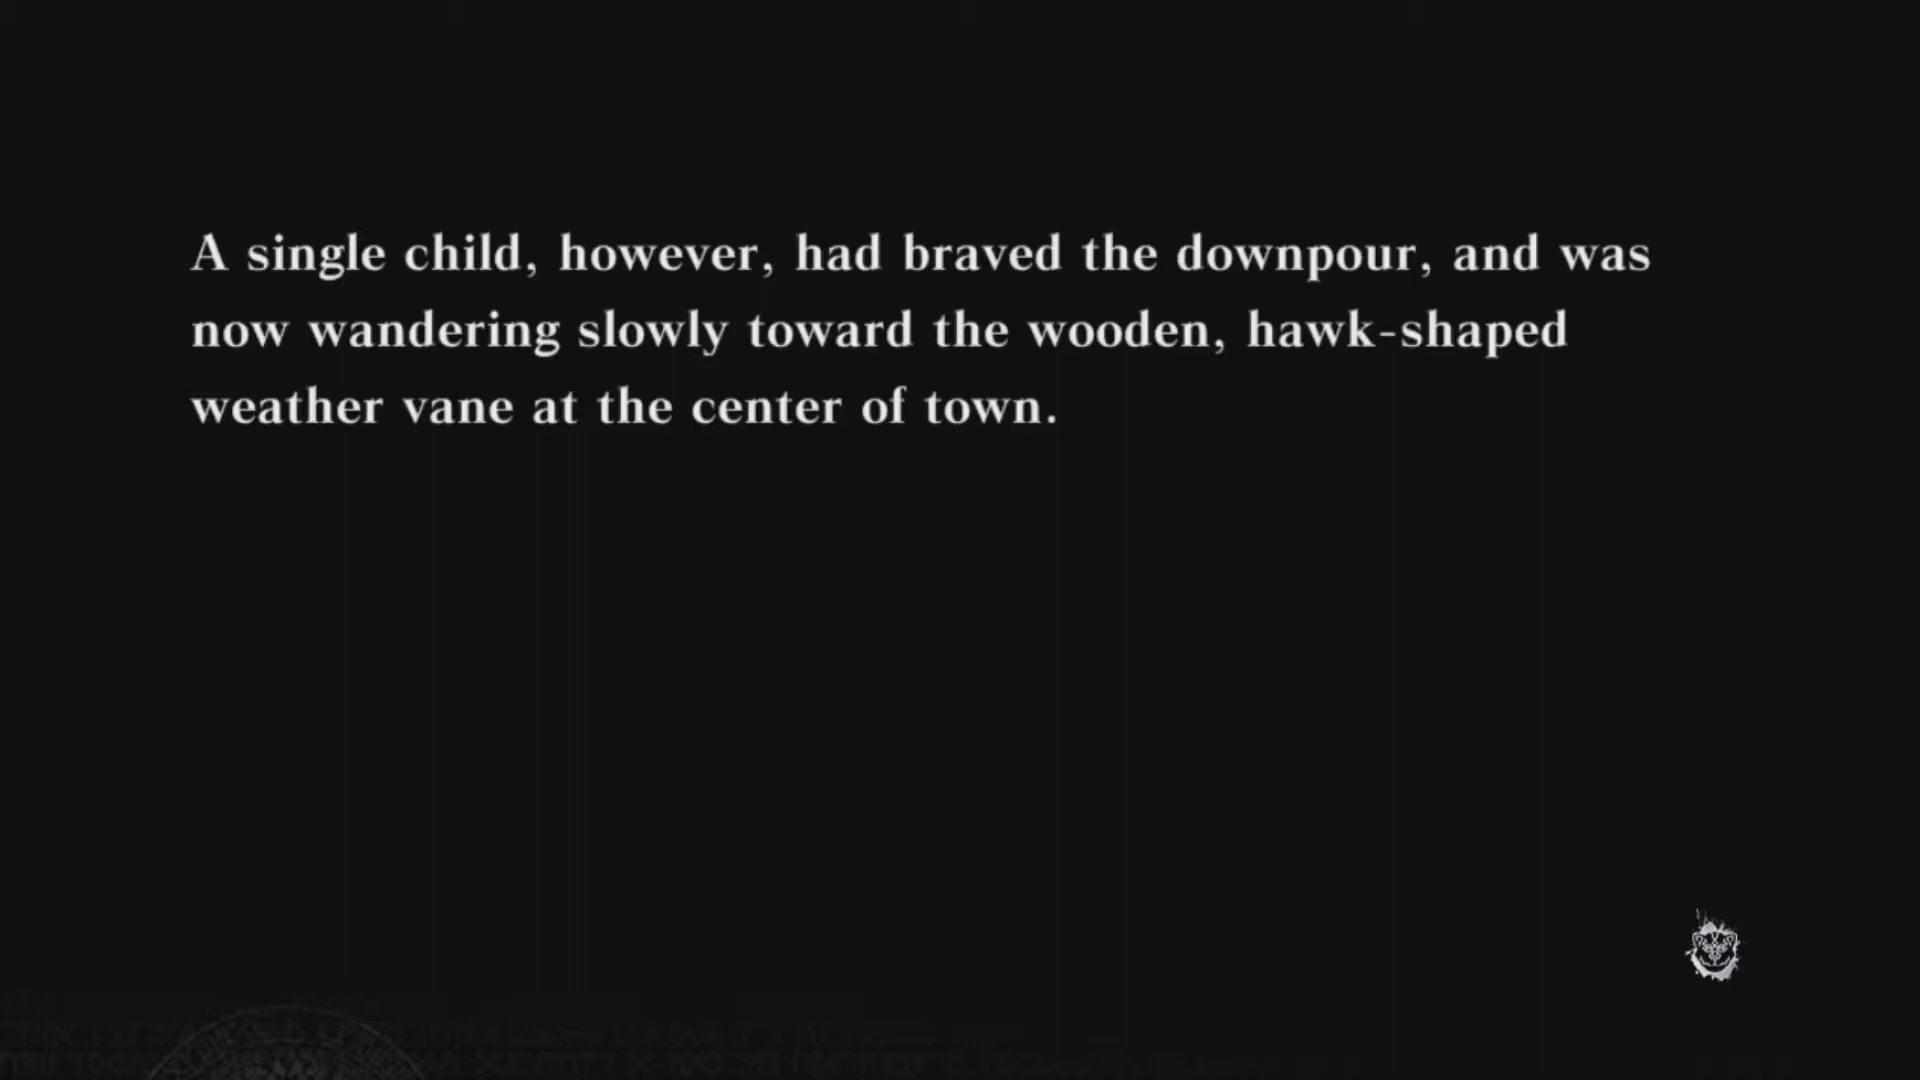 A single child, however, had braved the downpour, and was
now wandering slowly toward the wooden, hawk-shaped
weather vane at the center of town.